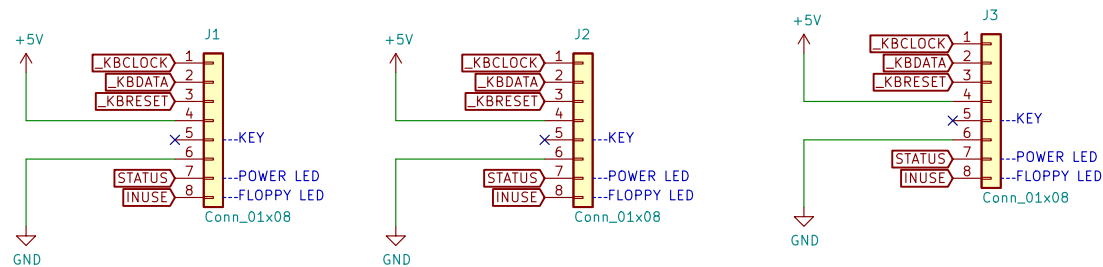 J1
+5V
_KBCLOCK 1
_KBDATA 2
_KBRESET 3
4
5 KEY
6
STATUS 7 POWER LED
INUSE 8 FLOPPY LED
Conn_01x08
GND
J2
+5V
_KBCLOCK 1
_KBDATA 2
_KBRESET 3
4
5 KEY
6
STATUS 7 POWER LED
INUSE 8 FLOPPY LED
Conn_01x08
GND
J3
+5V
_KBCLOCK 1
_KBDATA 2
_KBRESET 3
4
5 KEY
6
STATUS 7 POWER LED
INUSE 8 FLOPPY LED
Conn_01x08
GND